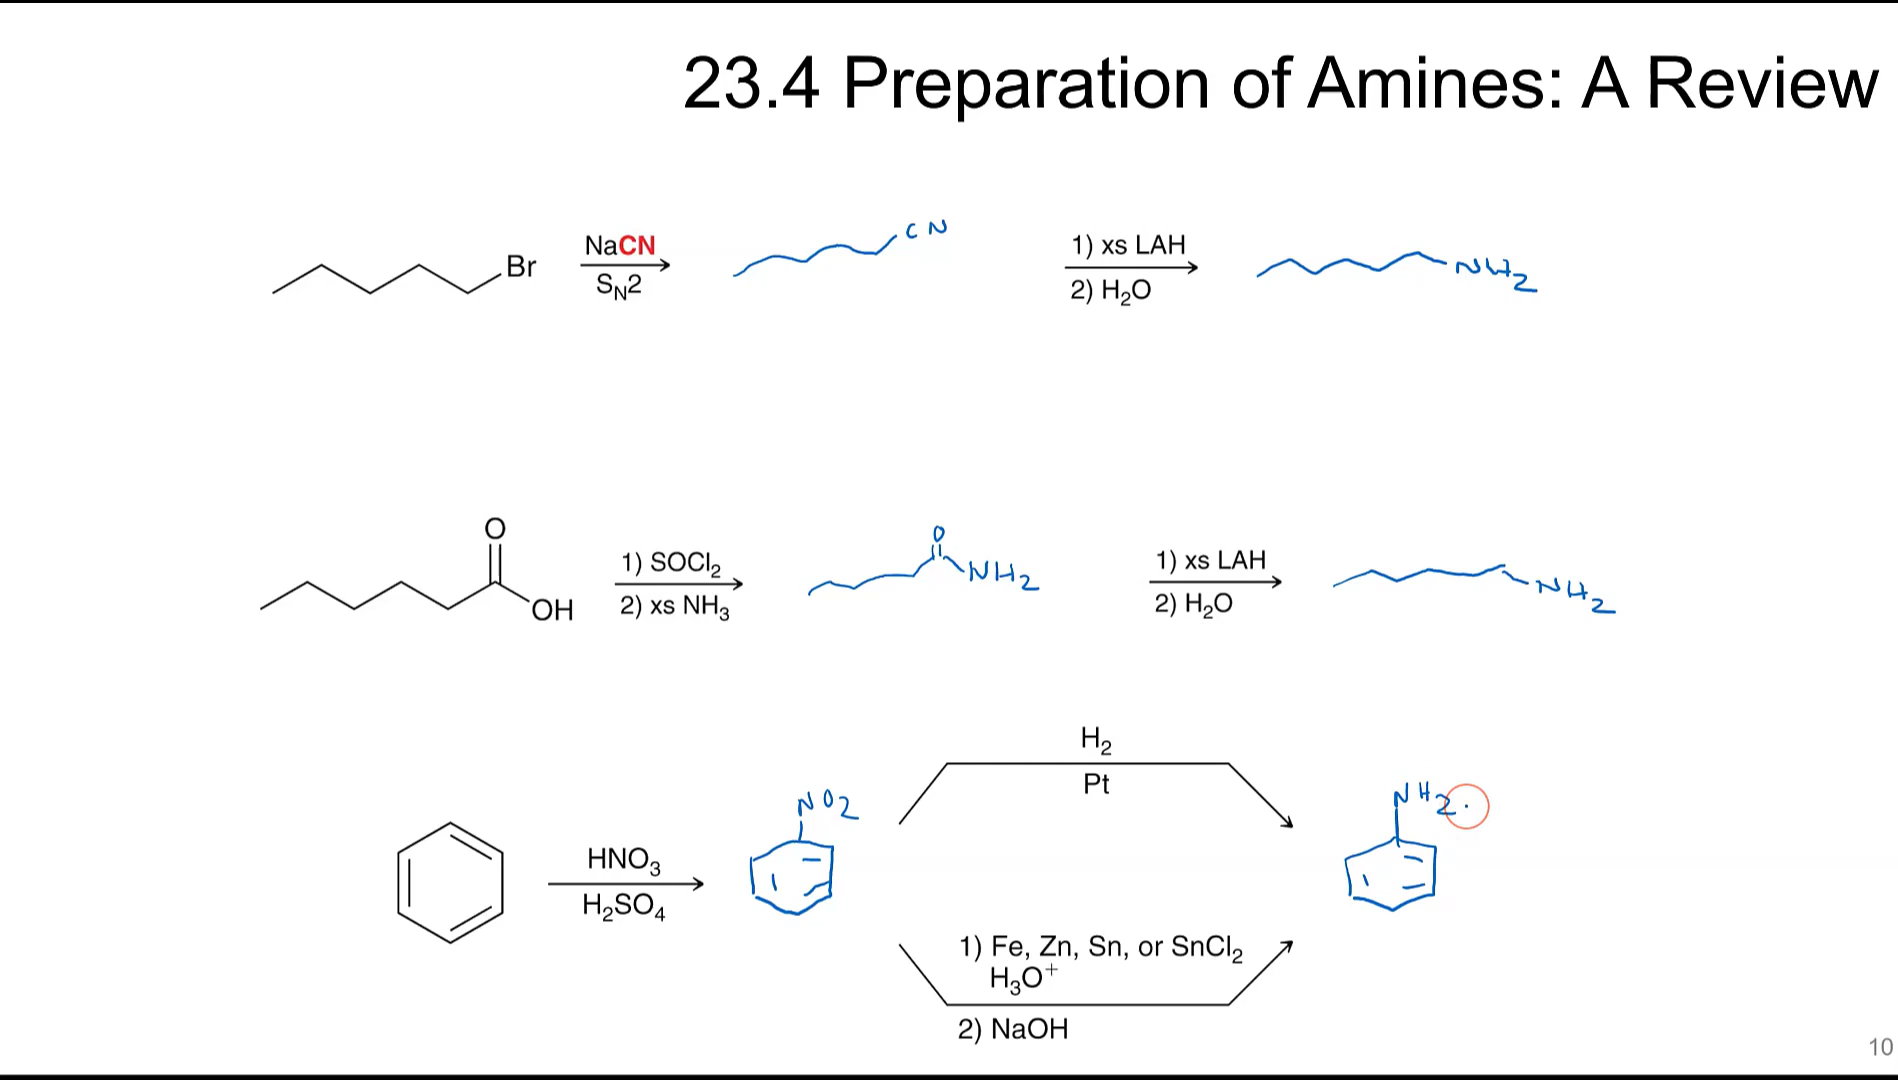 23.4 Preparation of Amines: A Review
Br
NaCN
SN2
CN
1) xs LAH
2) H2O
NH2
O
OH
1) SOCl2
2) xs NH3
O
NH2
1) xs LAH
2) H2O
NH2
HNO3
H2SO4
NO2
H2
Pt
1) Fe, Zn, Sn, or SnCl2
H3O+
2) NaOH
NH2
10